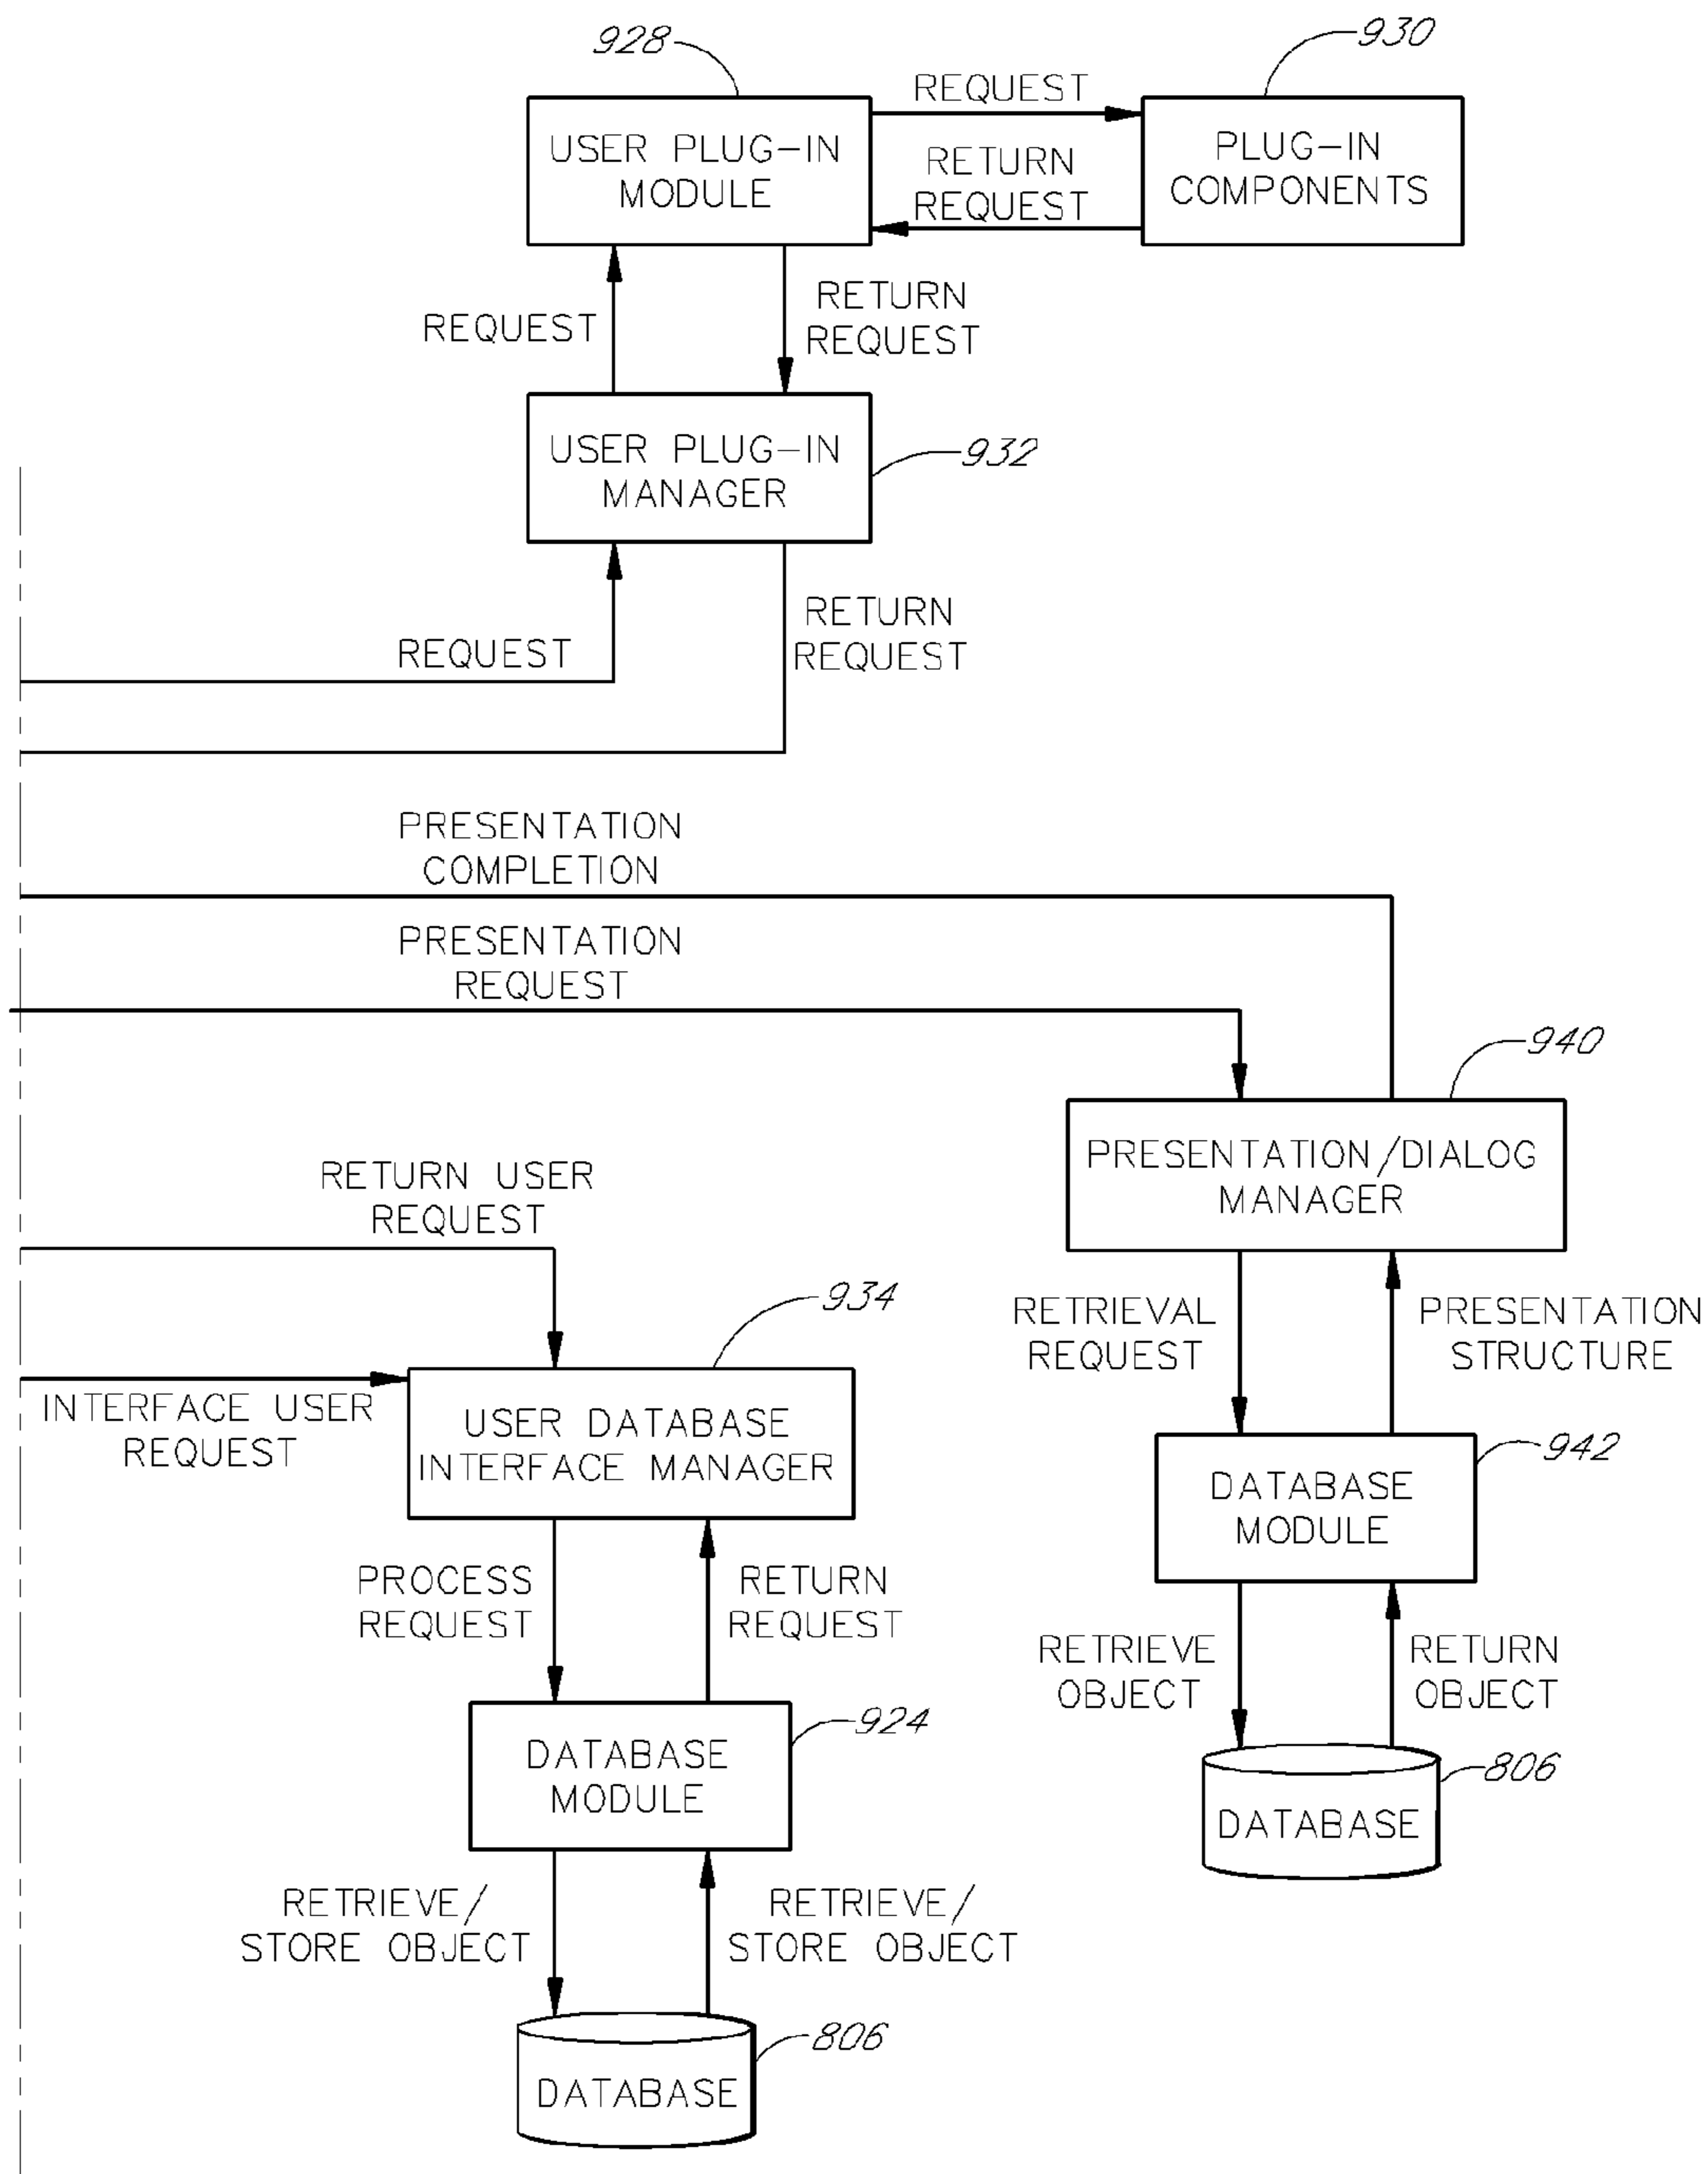 928
930
REQUEST
USER PLUG-IN
MODULE
RETURN
REQUEST
PLUG-IN
COMPONENTS
REQUEST
RETURN
REQUEST
USER PLUG-IN
MANAGER
932
REQUEST
RETURN
REQUEST
PRESENTATION
COMPLETION
PRESENTATION
REQUEST
940
PRESENTATION/DIALOG
MANAGER
RETURN USER
REQUEST
934
RETRIEVAL
REQUEST
PRESENTATION
STRUCTURE
INTERFACE USER
REQUEST
USER DATABASE
INTERFACE MANAGER
942
DATABASE
MODULE
PROCESS
REQUEST
RETURN
REQUEST
RETRIEVE
OBJECT
RETURN
OBJECT
924
DATABASE
MODULE
806
DATABASE
RETRIEVE/
STORE OBJECT
RETRIEVE/
STORE OBJECT
806
DATABASE